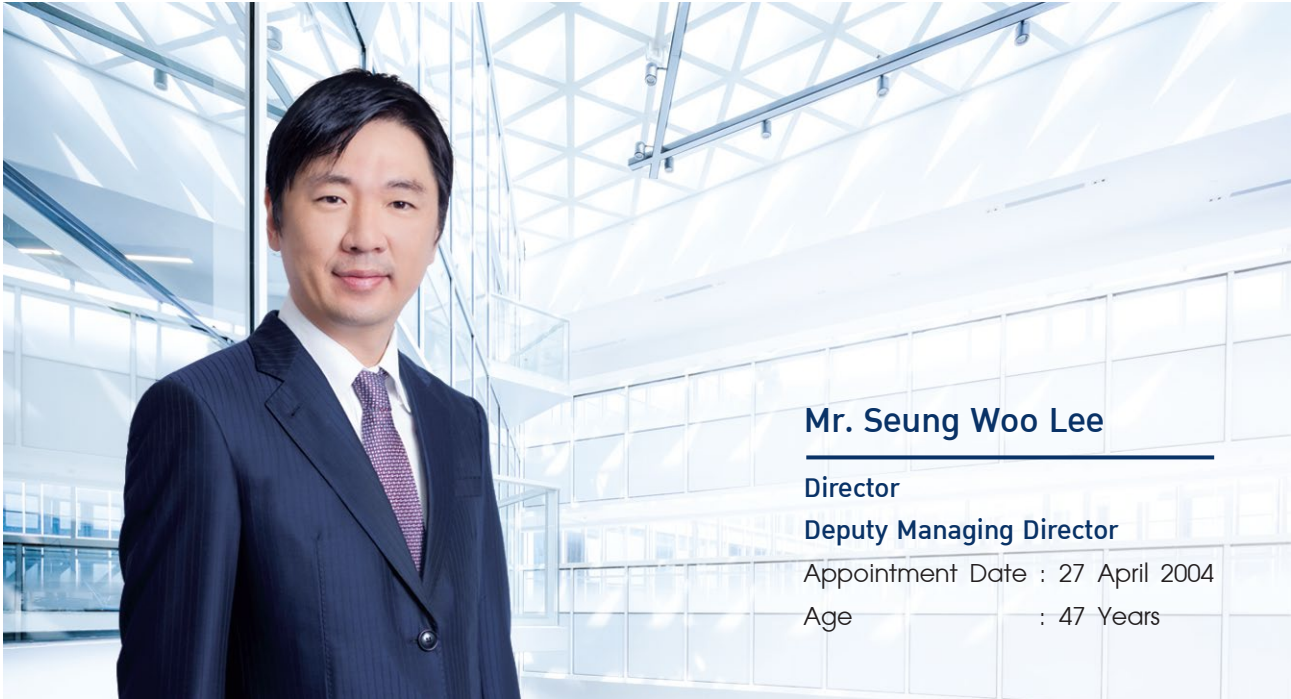 Mr. Seung Woo Lee
Director
Deputy Managing Director
Appointment Date : 27 April 2004
Age : 47 Years